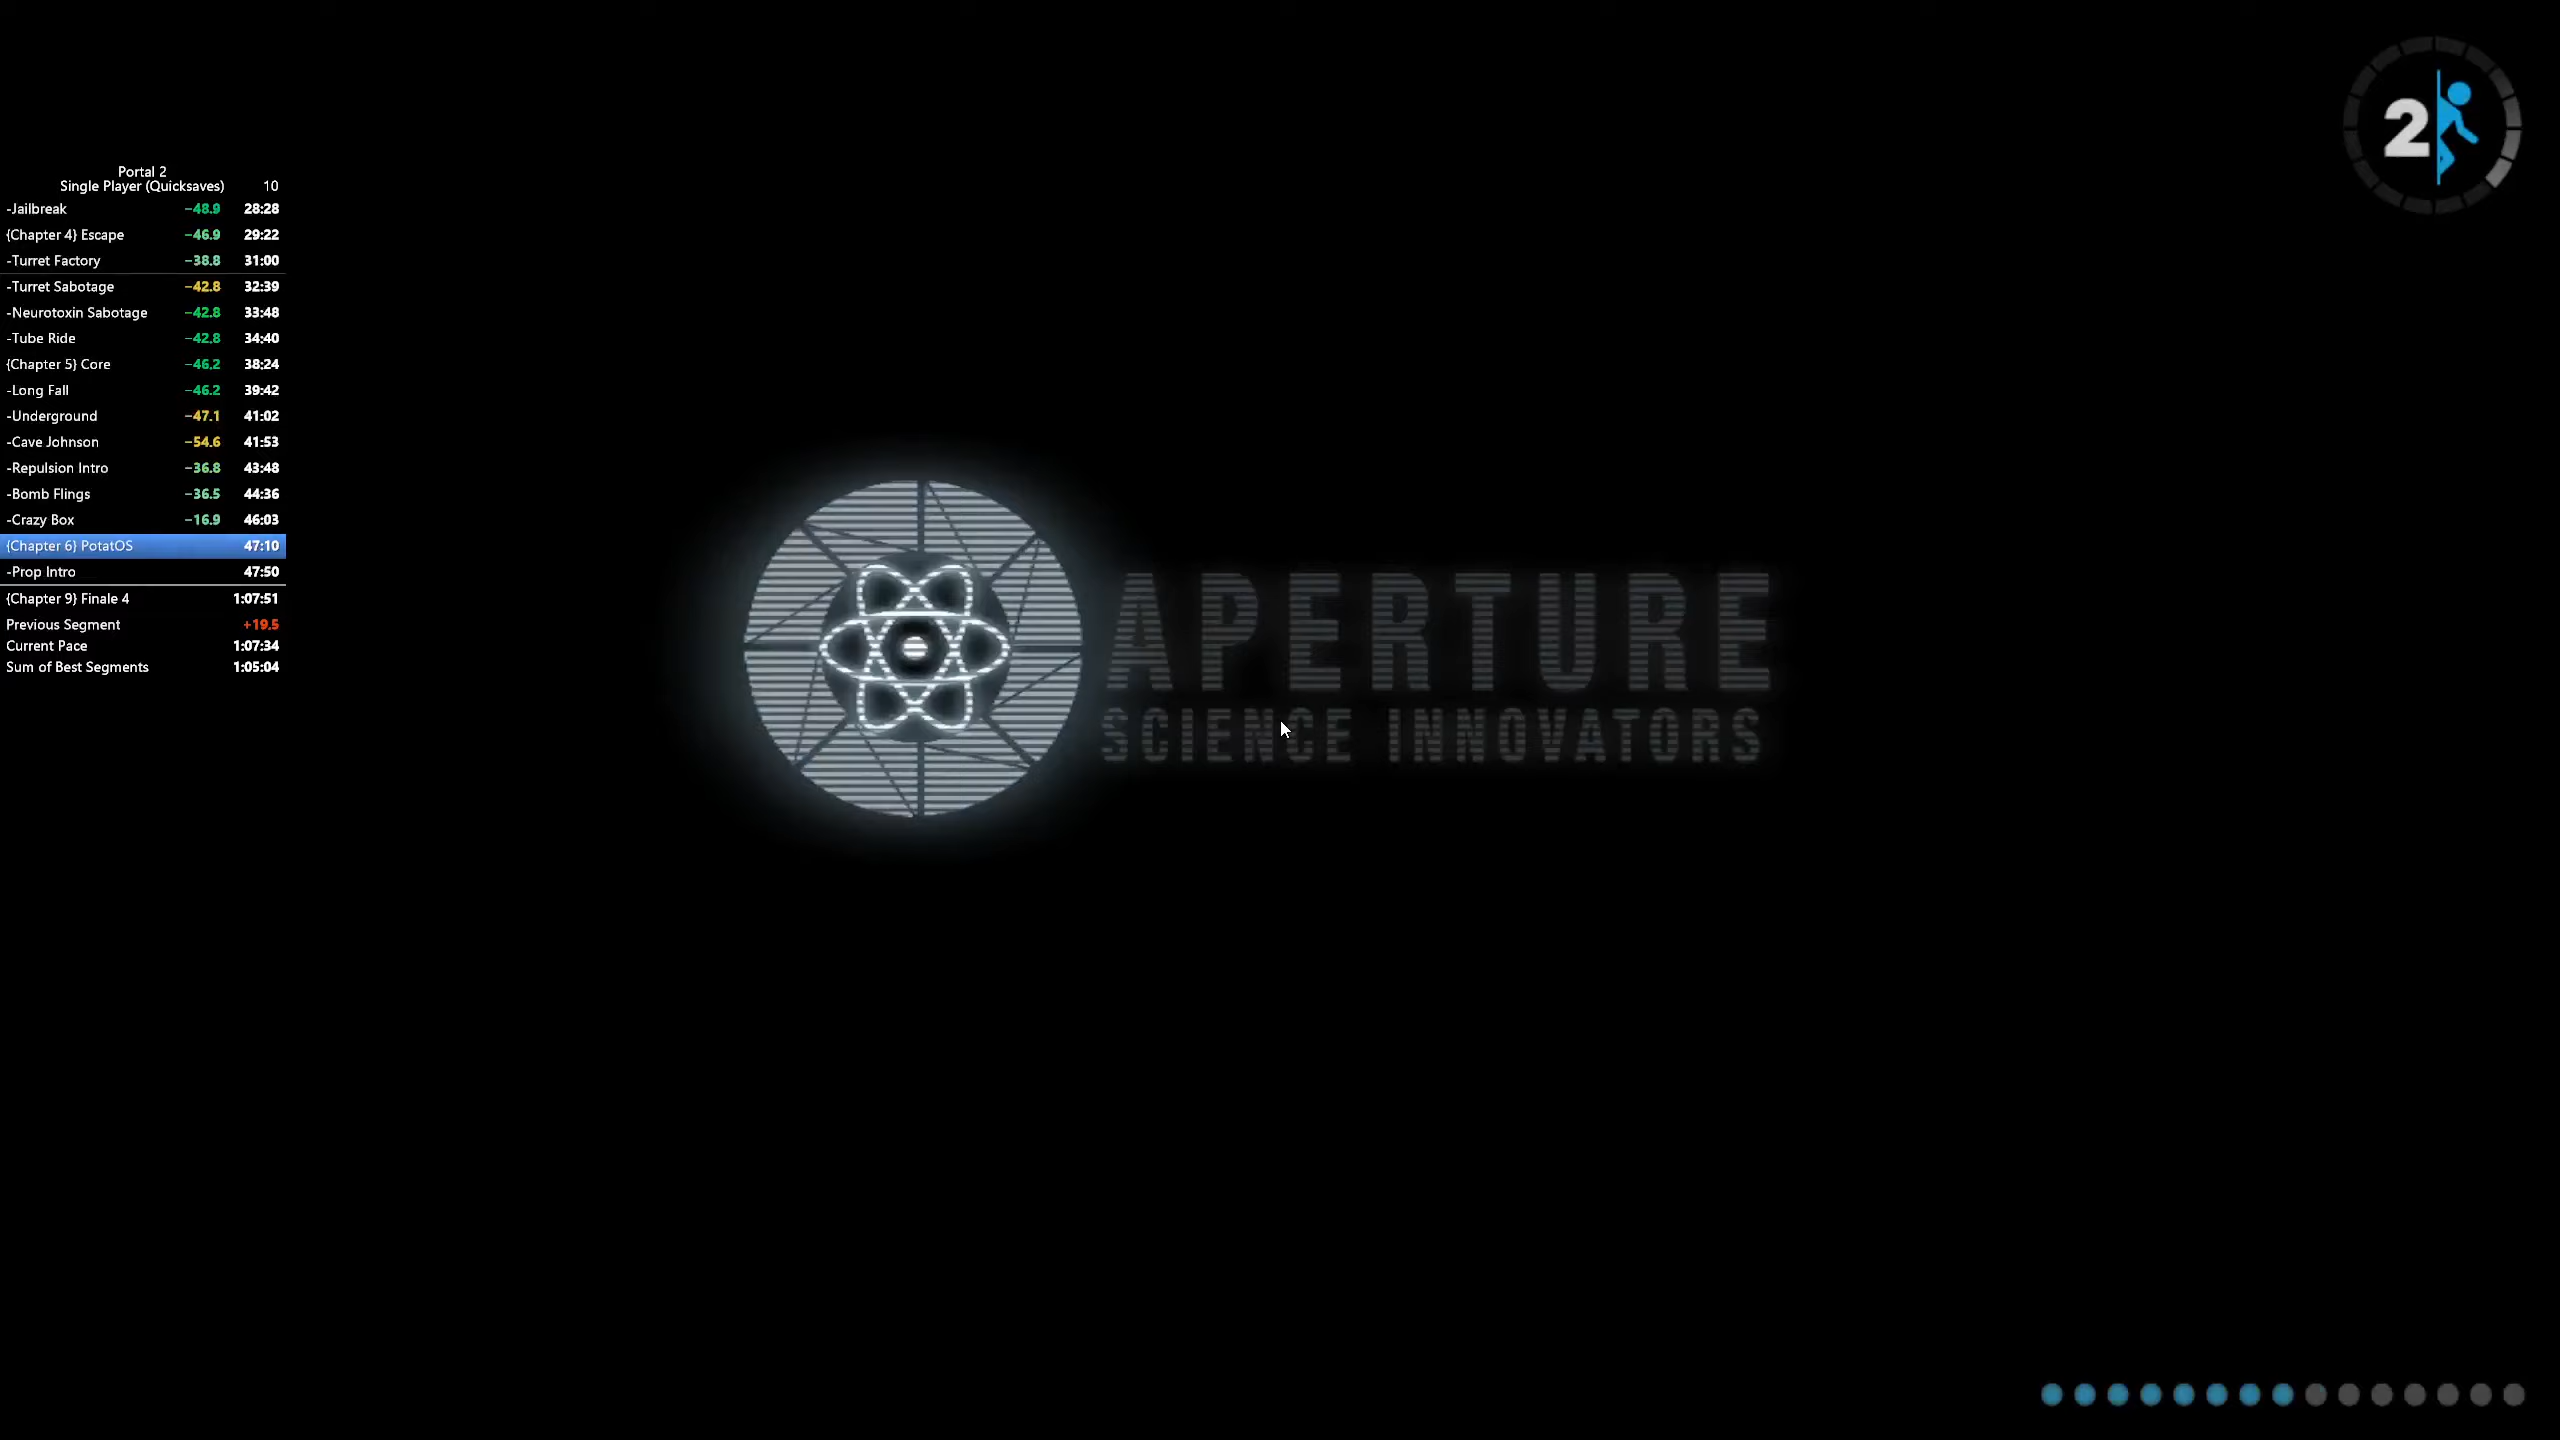 2
Portal 2
Single Player (Quicksaves) 10
-Jailbreak −48.9 28:28
{Chapter 4} Escape −46.9 29:22
-Turret Factory −38.8 31:00
-Turret Sabotage −42.8 32:39
-Neurotoxin Sabotage −42.8 33:48
-Tube Ride −42.8 34:40
{Chapter 5} Core −46.2 38:24
-Long Fall −46.2 39:42
-Underground −47.1 41:02
-Cave Johnson −54.6 41:53
-Repulsion Intro −36.8 43:48
-Bomb Flings −36.5 44:36
-Crazy Box −16.9 46:03
{Chapter 6} PotatOS 47:10
-Prop Intro 47:50
{Chapter 9} Finale 4 1:07:51
Previous Segment +19.5
Current Pace 1:07:34
Sum of Best Segments 1:05:04
APERTURE
SCIENCE INNOVATORS